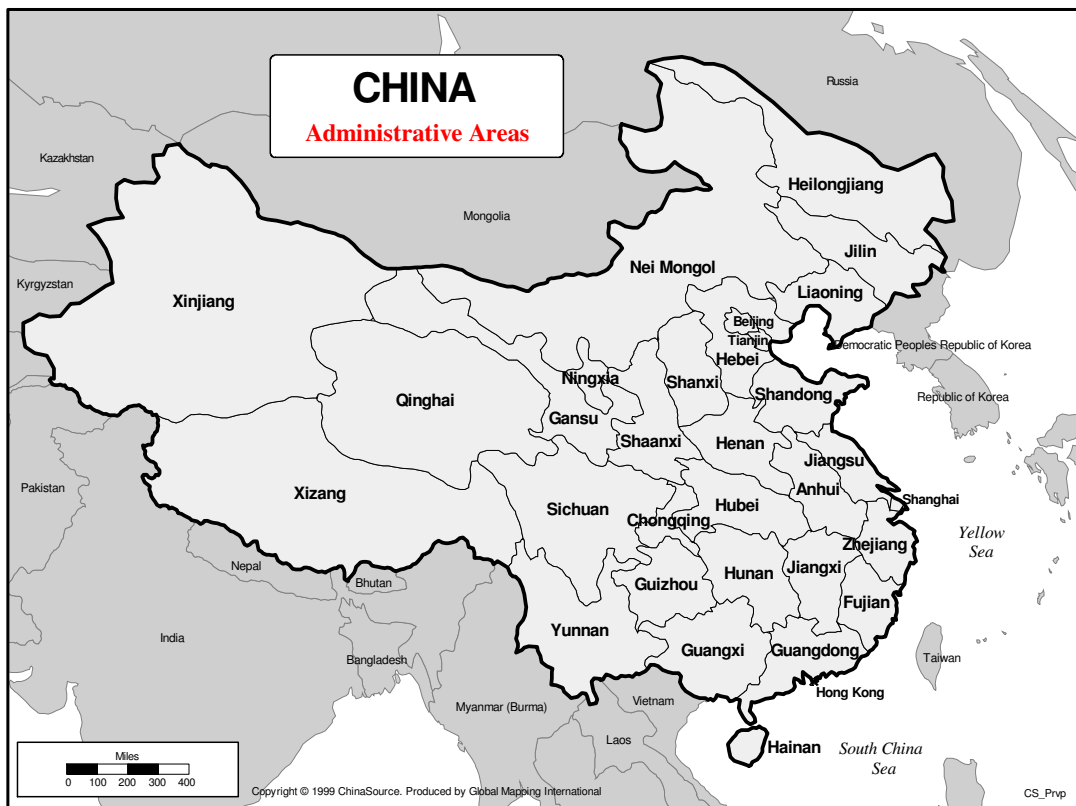 CHINA
Administrative Areas
Russia
Kazakhstan
Mongolia
Heilongjiang
Jilin
Nei Mongol
Kyrgyzstan
Xinjiang
Liaoning
Beijing
Tianjin
Democratic Peoples Republic of Korea
Hebei
Ningxia
Shanxi
Shandong
Republic of Korea
Qinghai
Gansu
Shaanxi
Henan
Jiangsu
Pakistan
Xizang
Anhui
Shanghai
Sichuan
Hubei
Chongqing
Yellow
Sea
Zhejiang
Nepal
Bhutan
Guizhou
Hunan
Jiangxi
Fujian
India
Yunnan
Bangladesh
Guangxi
Guangdong
Taiwan
Hong Kong
Myanmar (Burma)
Vietnam
Laos
Hainan
South China
Sea
Miles
0 100 200 300 400
Copyright © 1999 ChinaSource. Produced by Global Mapping International
CS_Prvp